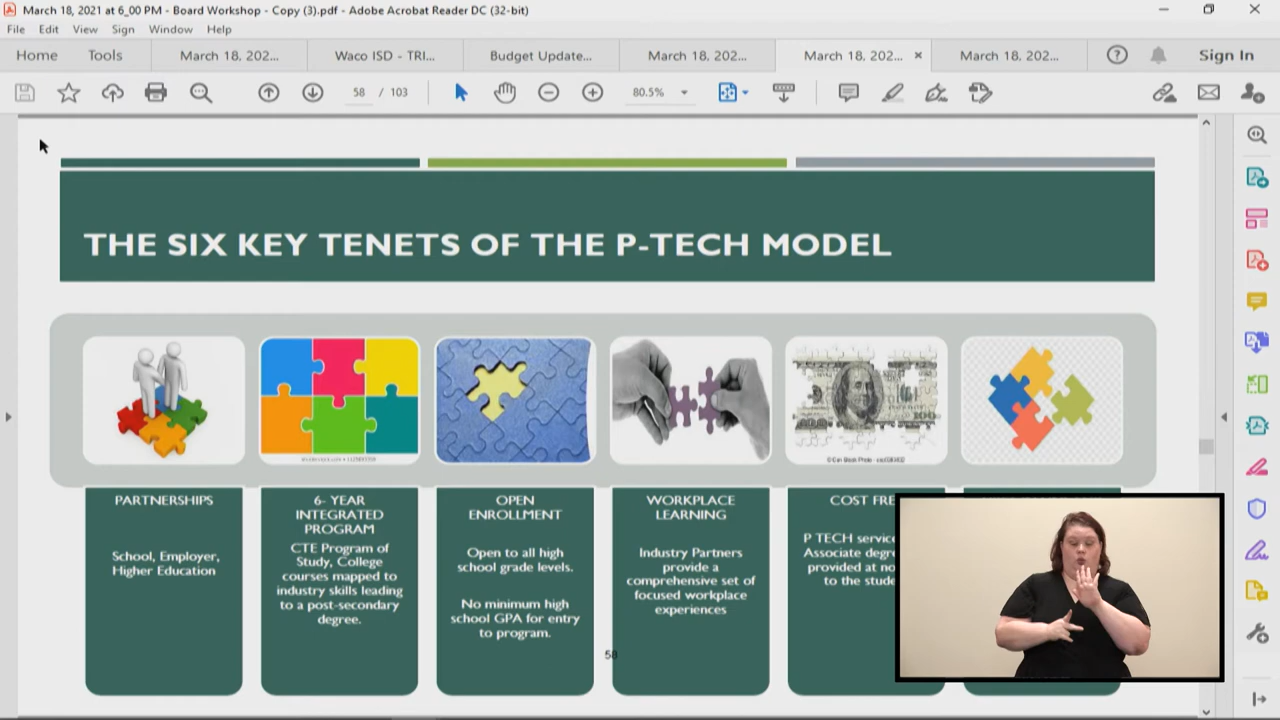 March 18, 2021 at 6_00 PM - Board Workshop - Copy (3).pdf - Adobe Acrobat Reader DC (32-bit)
File Edit View Sign Window Help
Home Tools March 18, 202... Waco ISD - TRI... Budget Update... March 18, 202... March 18, 202... × March 18, 202... Sign In
58 / 103 80.5%
THE SIX KEY TENETS OF THE P-TECH MODEL
PARTNERSHIPS
School, Employer,
Higher Education
6- YEAR
INTEGRATED
PROGRAM
CTE Program of
Study, College
courses mapped to
industry skills leading
to a post-secondary
degree.
OPEN
ENROLLMENT
Open to all high
school grade levels.
No minimum high
school GPA for entry
to program.
WORKPLACE
LEARNING
Industry Partners
provide a
comprehensive set of
focused workplace
experiences
COST FRE
P TECH service
Associate degre
provided at no
to the stude
58